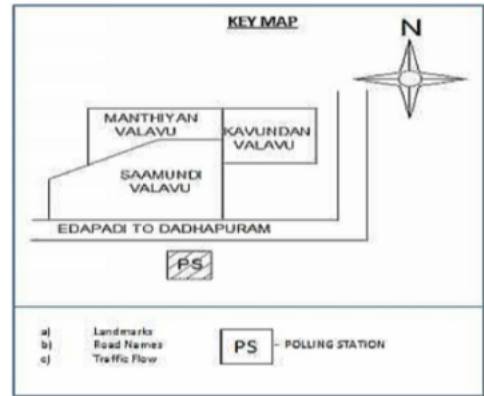 KEY MAP
N
MANTHIYAN
VALAVU
KAVUNDAN
VALAVU
SAAMUNDI
VALAVU
EDAPADI TO DADHAPURAM
PS
a) Landmarks
b) Road Names
c) Traffic Flow
PS - POLLING STATION